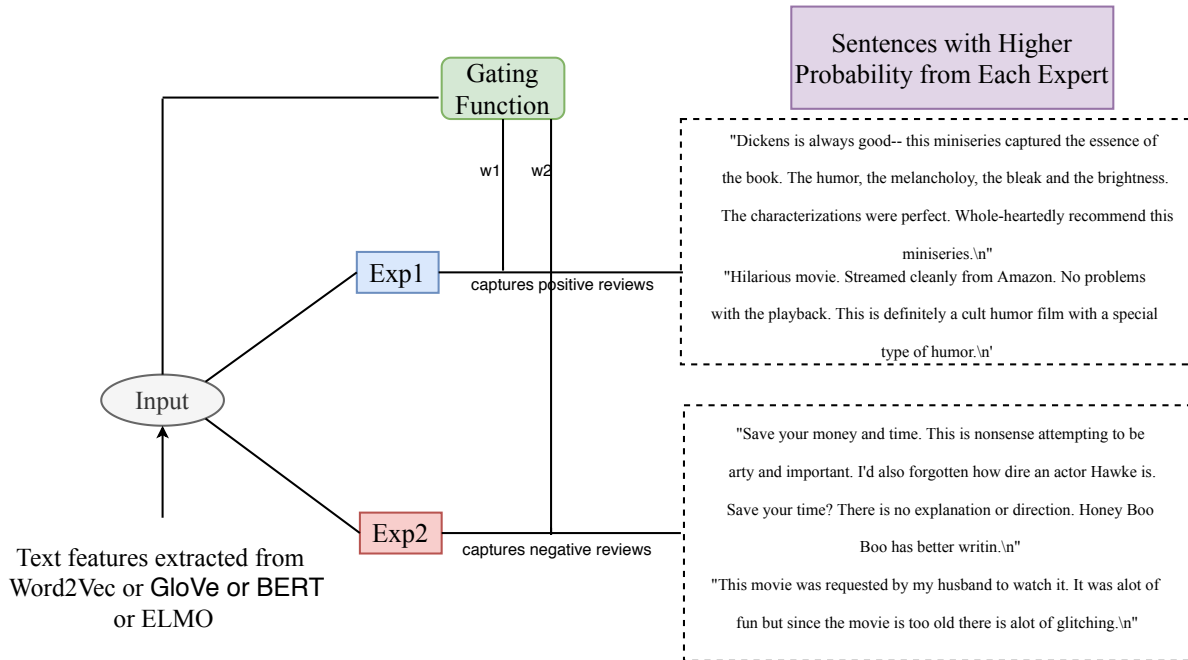 Gating
Function
Sentences with Higher
Probability from Each Expert
w1
w2
"Dickens is always good-- this miniseries captured the essence of
the book. The humor, the melancholoy, the bleak and the brightness.
The characterizations were perfect. Whole-heartedly recommend this
miniseries.\n"
"Hilarious movie. Streamed cleanly from Amazon. No problems
with the playback. This is definitely a cult humor film with a special
type of humor.\n'
Exp1
captures positive reviews
Input
"Save your money and time. This is nonsense attempting to be
arty and important. I'd also forgotten how dire an actor Hawke is.
Save your time? There is no explanation or direction. Honey Boo
Boo has better writin.\n"
"This movie was requested by my husband to watch it. It was alot of
fun but since the movie is too old there is alot of glitching.\n"
Exp2
captures negative reviews
Text features extracted from
Word2Vec or GloVe or BERT
or ELMO